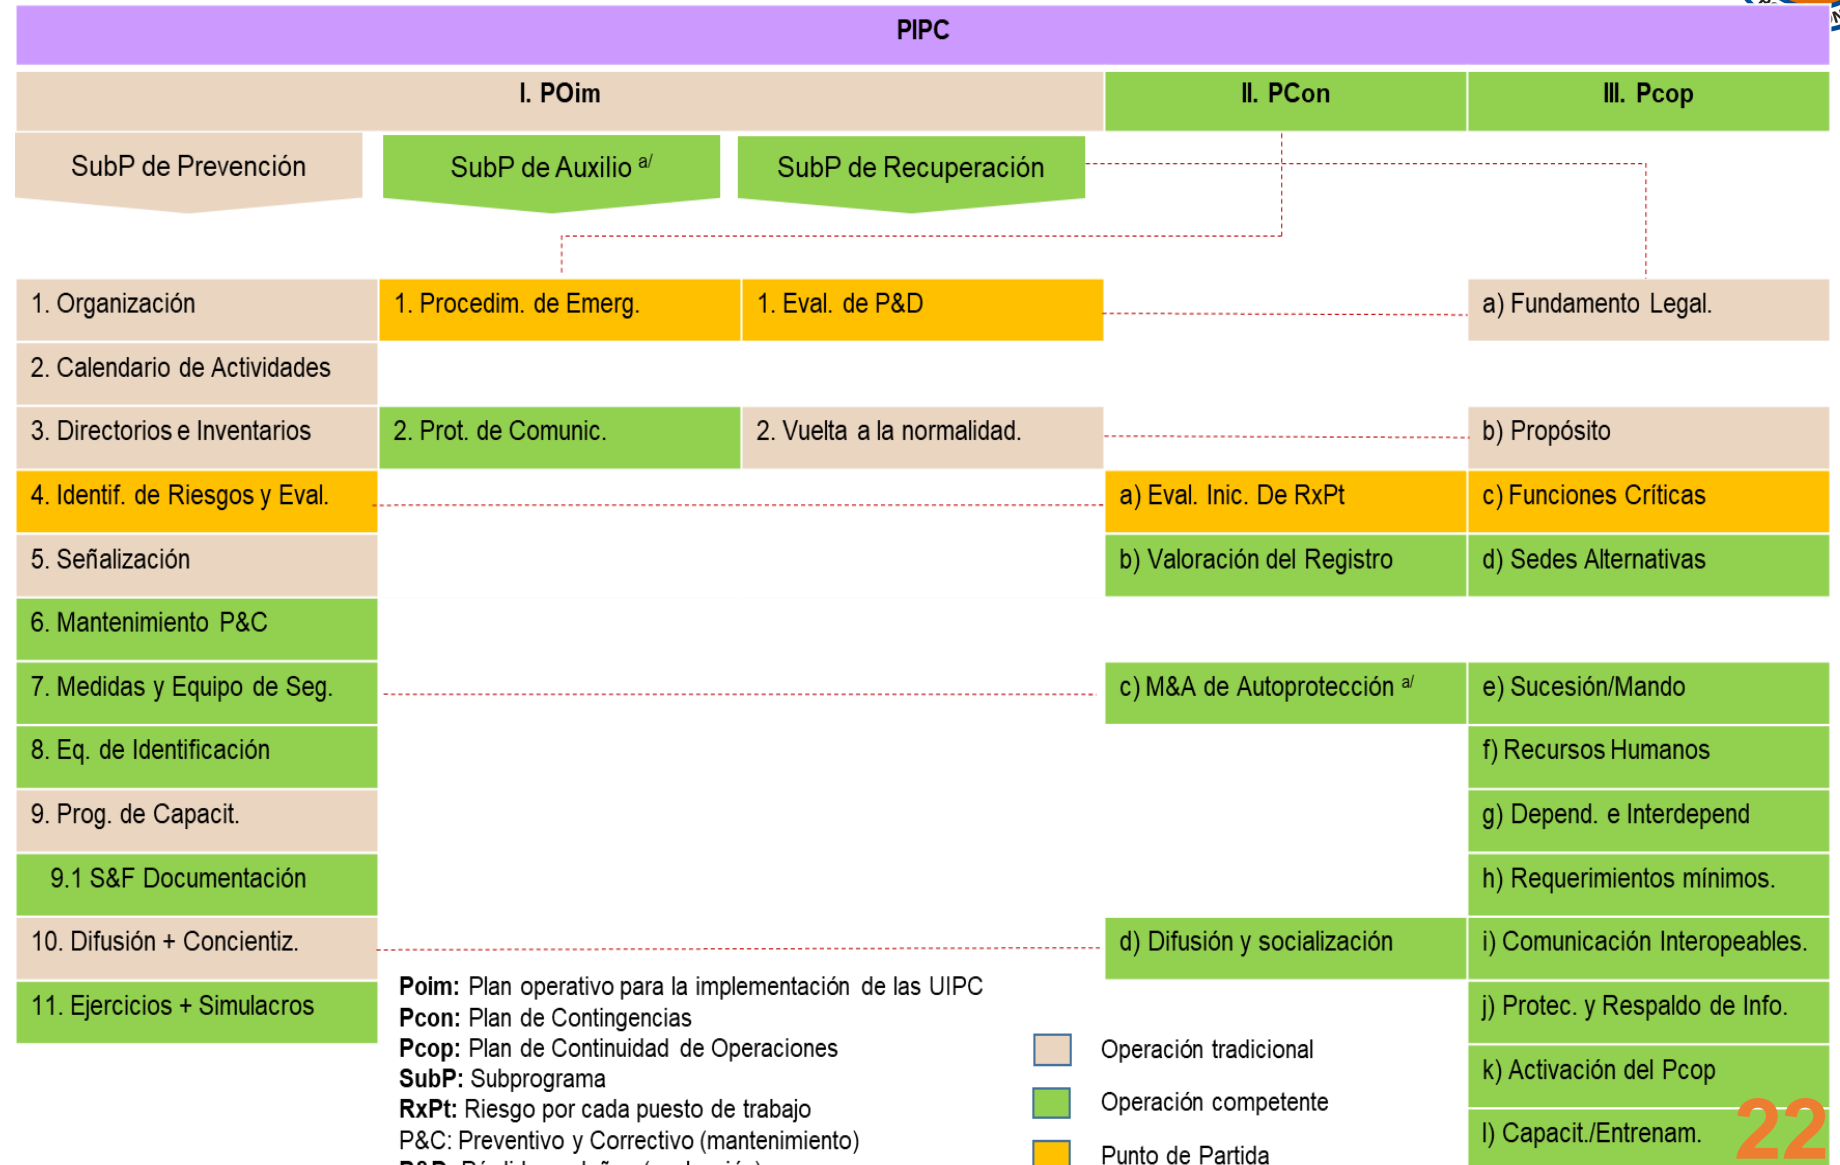 PIPC
I. POim
II. PCon
III. Pcop
SubP de Prevención
SubP de Auxilio a/
SubP de Recuperación
1. Organización
1. Procedim. de Emerg.
1. Eval. de P&D
a) Fundamento Legal.
2. Calendario de Actividades
3. Directorios e Inventarios
2. Prot. de Comunic.
2. Vuelta a la normalidad.
b) Propósito
4. Identif. de Riesgos y Eval.
a) Eval. Inic. De RxPt
c) Funciones Críticas
5. Señalización
b) Valoración del Registro
d) Sedes Alternativas
6. Mantenimiento P&C
7. Medidas y Equipo de Seg.
c) M&A de Autoprotección a/
e) Sucesión/Mando
8. Eq. de Identificación
f) Recursos Humanos
9. Prog. de Capacit.
g) Depend. e Interdepend
9.1 S&F Documentación
h) Requerimientos mínimos.
10. Difusión + Concientiz.
d) Difusión y socialización
i) Comunicación Interopeables.
11. Ejercicios + Simulacros
j) Protec. y Respaldo de Info.
k) Activación del Pcop
l) Capacit./Entrenam.
Poim: Plan operativo para la implementación de las UIPC
Pcon: Plan de Contingencias
Pcop: Plan de Continuidad de Operaciones
SubP: Subprograma
RxPt: Riesgo por cada puesto de trabajo
P&C: Preventivo y Correctivo (mantenimiento)
Operación tradicional
Operación competente
Punto de Partida
22